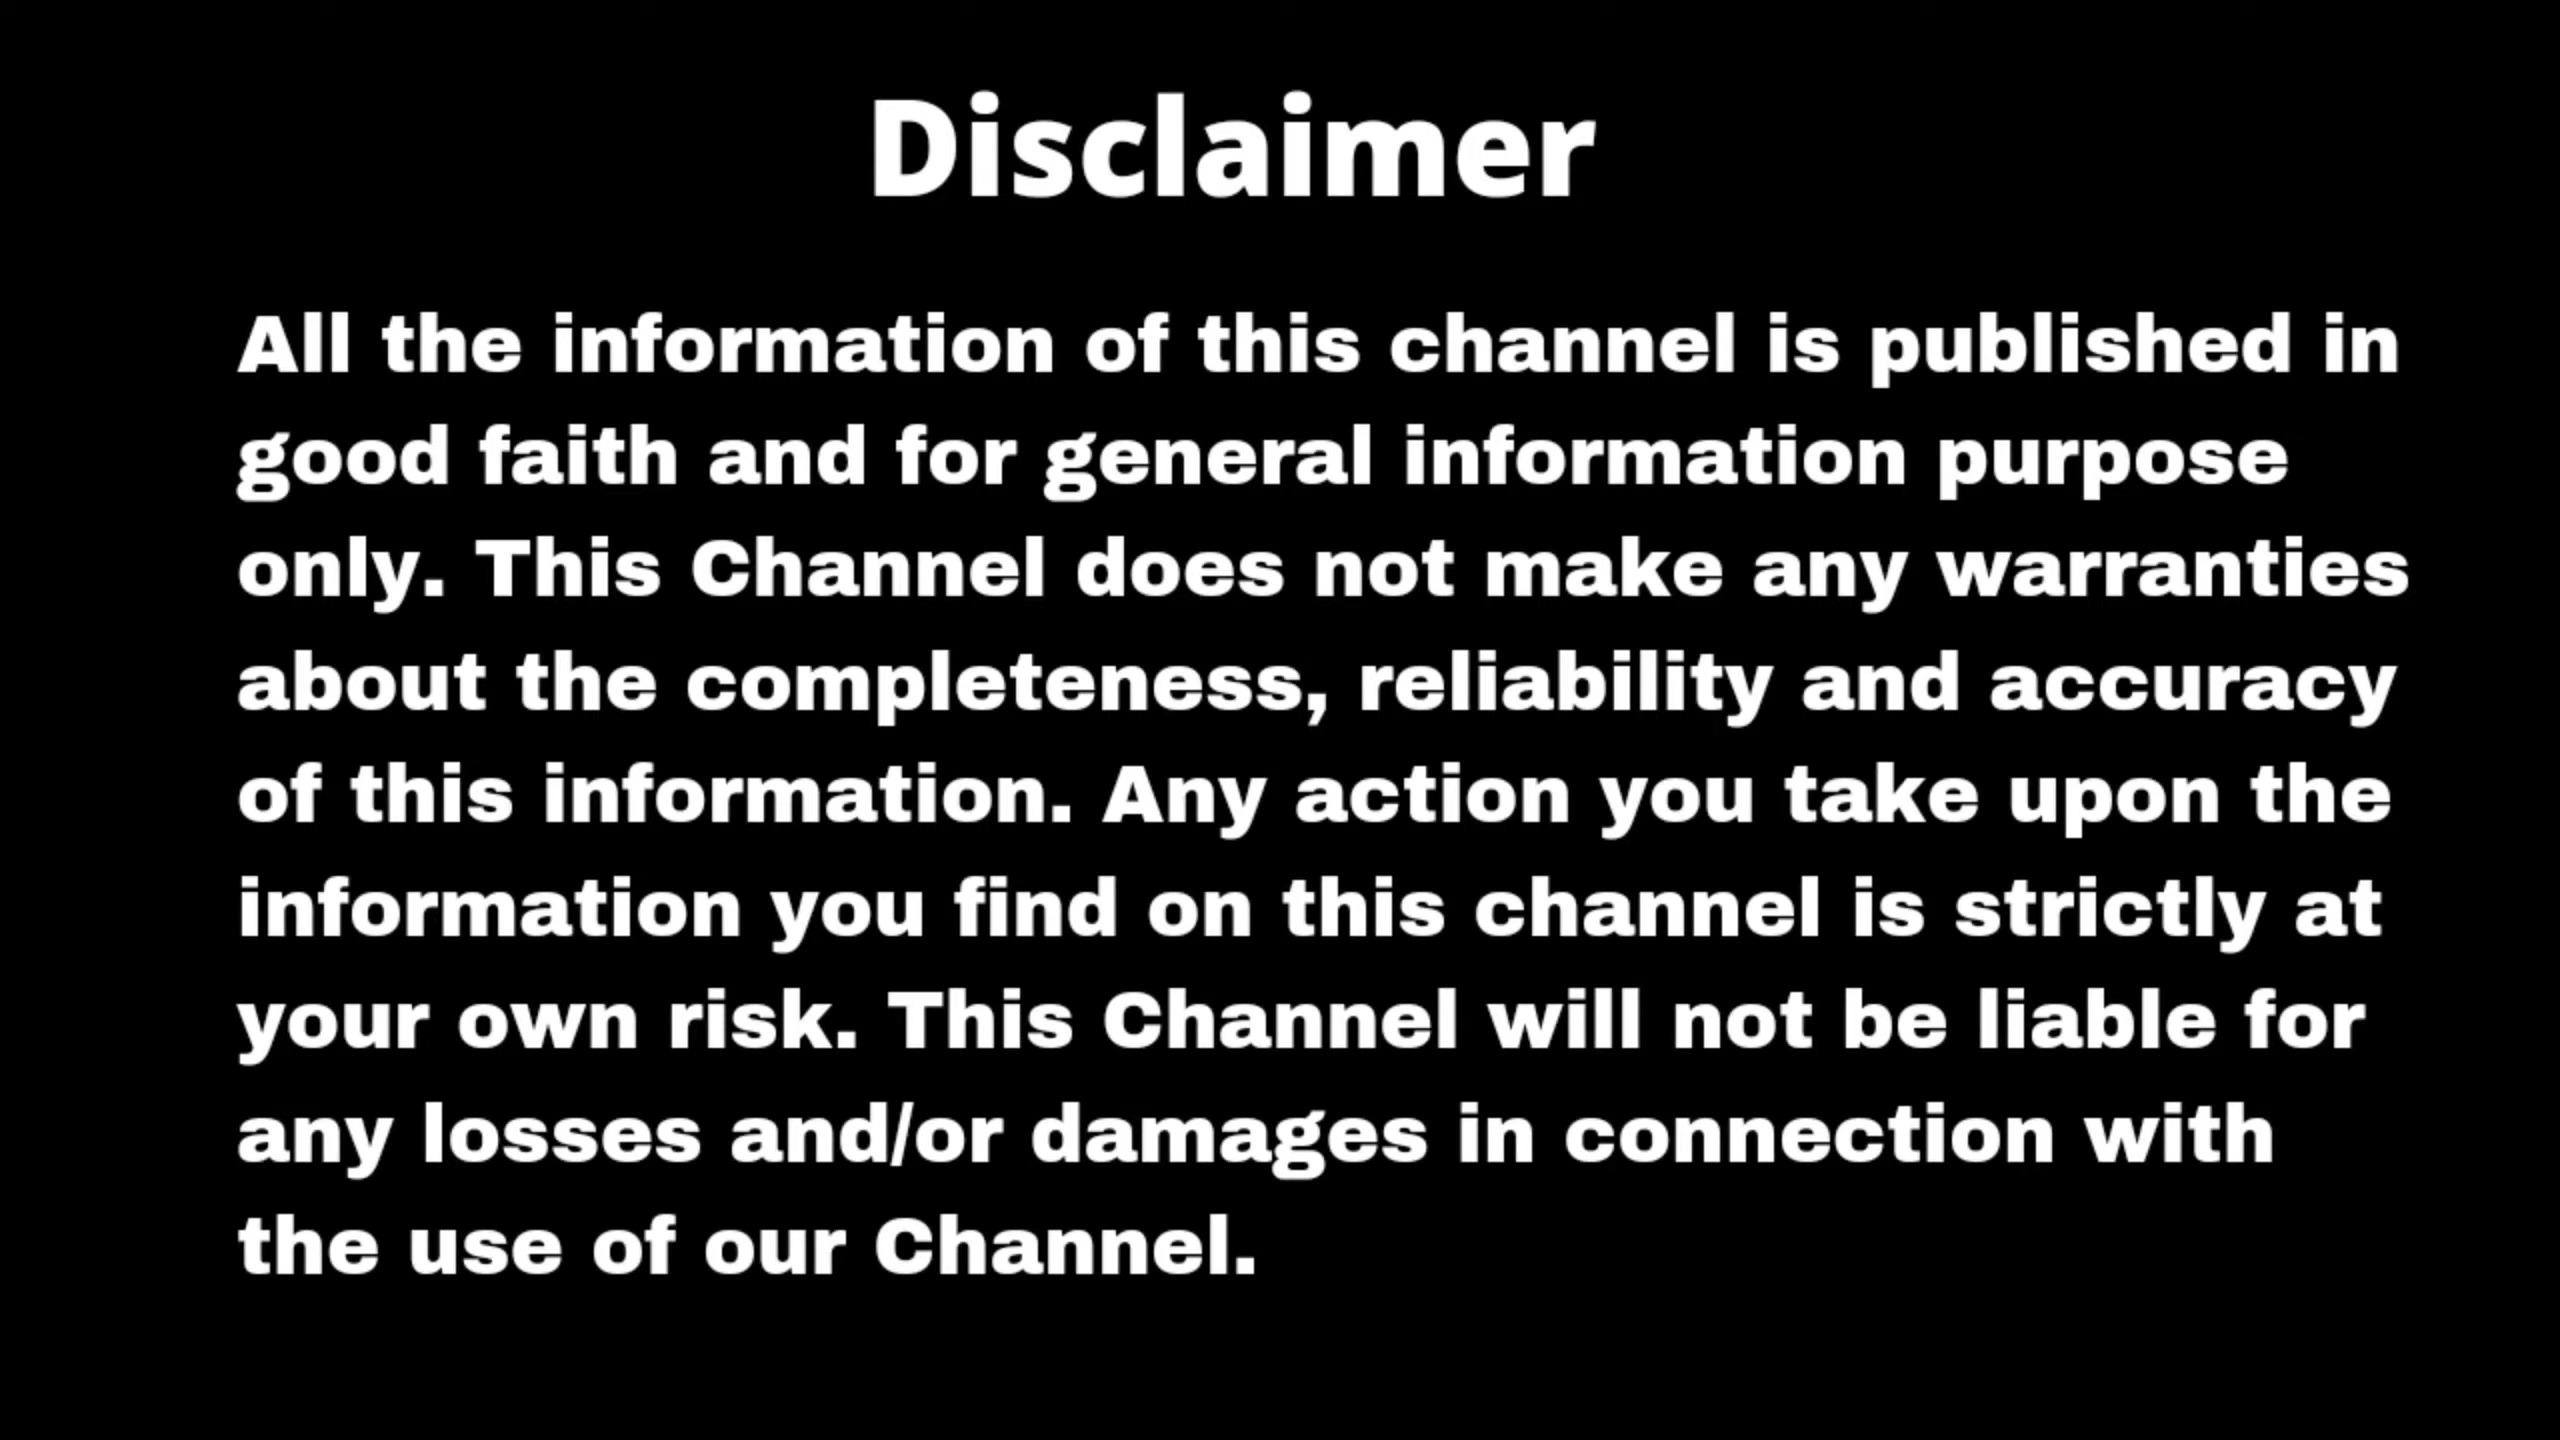 Disclaimer
All the information of this channel is published in
good faith and for general information purpose
only. This Channel does not make any warranties
about the completeness, reliability and accuracy
of this information. Any action you take upon the
information you find on this channel is strictly at
your own risk. This Channel will not be liable for
any losses and/or damages in connection with
the use of our Channel.